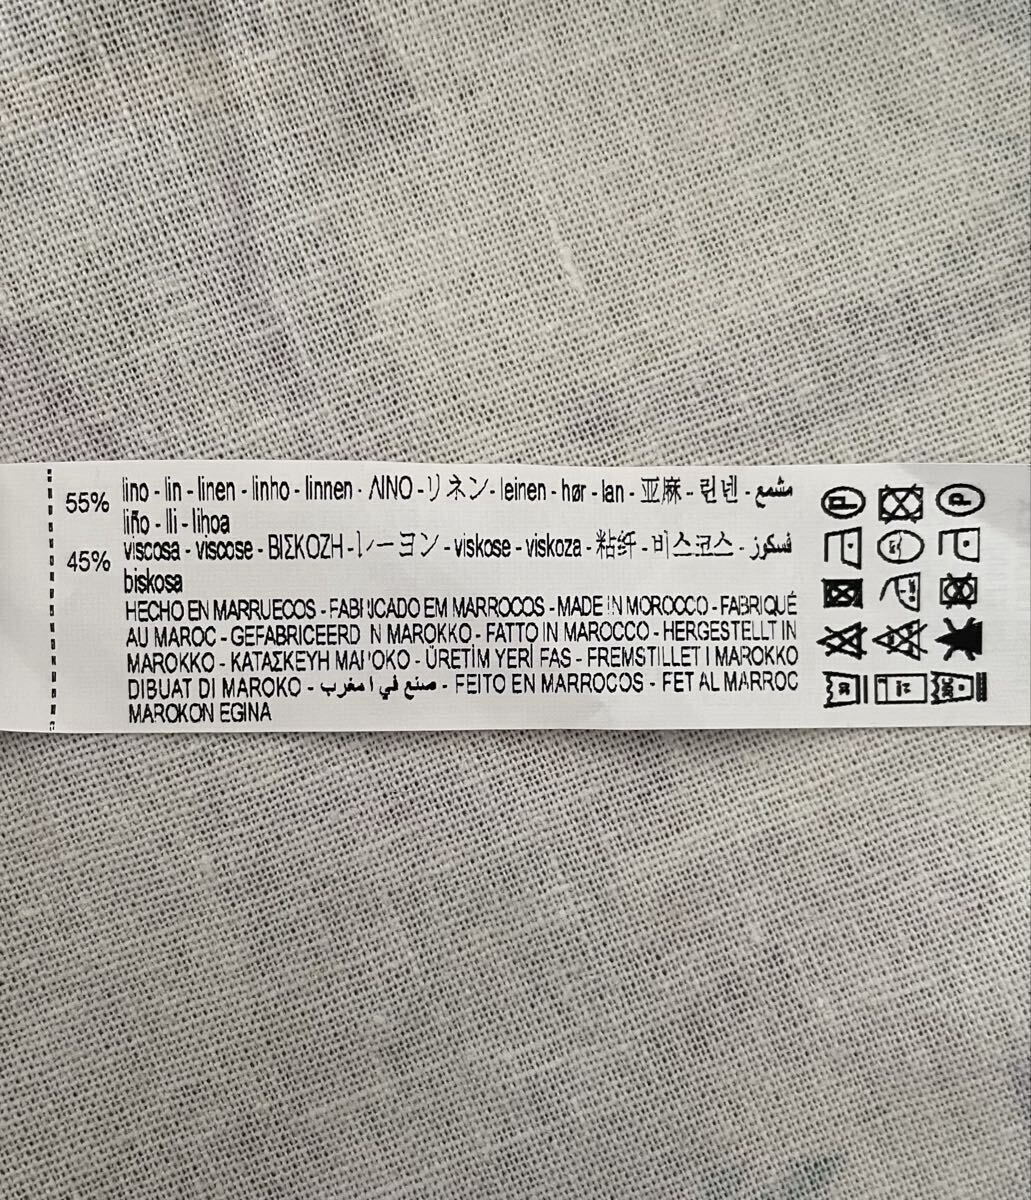 55% lino - lin - linen - linho - linnen - ΛΙΝΟ - リネン - leinen - hør - lan - 亚麻 - 린넨 - مشمع
liño - lli - lihoa
45% viscosa - viscose - ΒΙΣΚΟΖΗ - レーヨン - viskose - viskoza - 粘纤 - 비스코스 - فسكوز
biskosa
HECHO EN MARRUECOS - FABRICADO EM MARROCOS - MADE IN MOROCCO - FABRIQUÉ
AU MAROC - GEFABRICEERD IN MAROKKO - FATTO IN MAROCCO - HERGESTELLT IN
MAROKKO - ΚΑΤΑΣΚΕΥΗ ΜΑΡΟΚΟ - ÜRETİM YERİ FAS - FREMSTILLET I MAROKKO
DIBUAT DI MAROKO - صنع في امغرب - FEITO EN MARROCOS - FET AL MARROC
MAROKON EGINA